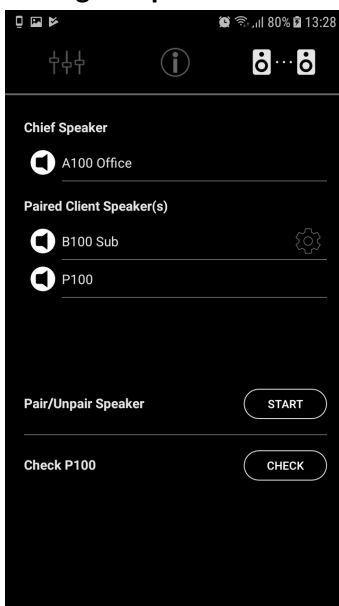 80% 13:28
Chief Speaker
A100 Office
Paired Client Speaker(s)
B100 Sub
P100
Pair/Unpair Speaker
START
Check P100
CHECK